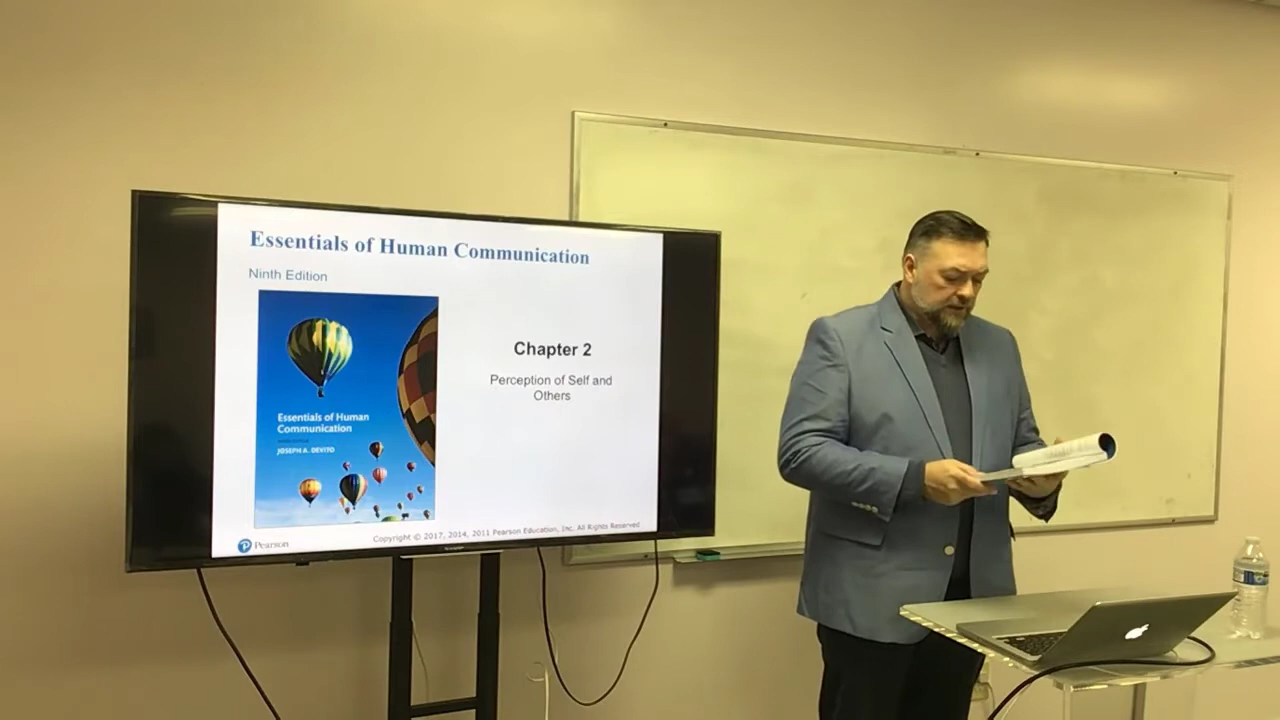 Essentials of Human Communication
Ninth Edition
Essentials of Human
Communication
JOSEPH A. DEVITO
Chapter 2
Perception of Self and
Others
Pearson
Copyright © 2017, 2014, 2011 Pearson Education, Inc. All Rights Reserved